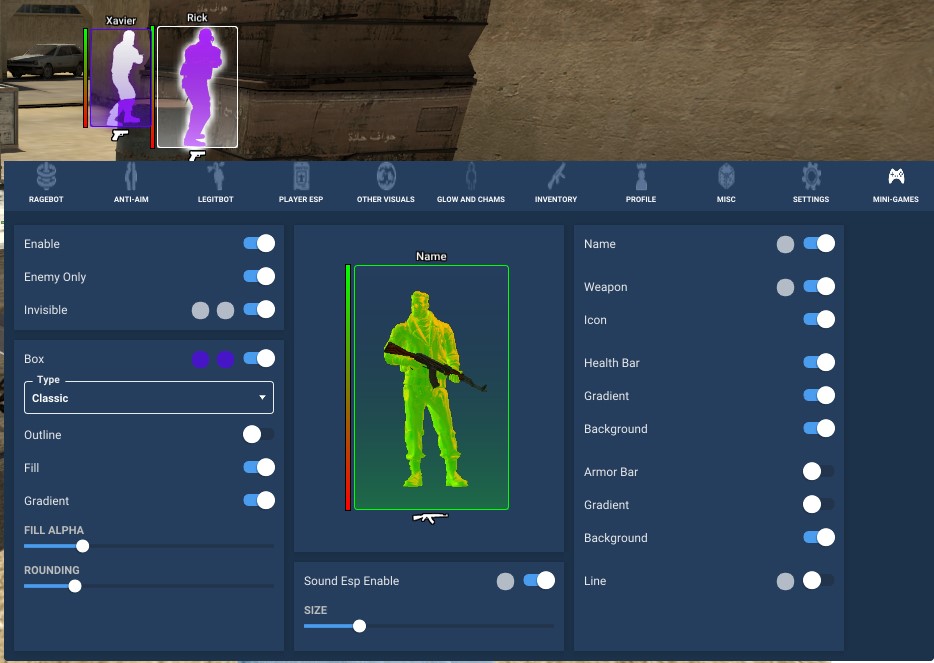 Xavier
Rick
حواف حادة
RAGEBOT
ANTI-AIM
LEGITBOT
PLAYER ESP
OTHER VISUALS
GLOW AND CHAMS
INVENTORY
PROFILE
MISC
SETTINGS
MINI-GAMES
Enable
Enemy Only
Invisible
Box
Type
Classic
Outline
Fill
Gradient
FILL ALPHA
ROUNDING
Name
Sound Esp Enable
SIZE
Name
Weapon
Icon
Health Bar
Gradient
Background
Armor Bar
Gradient
Background
Line